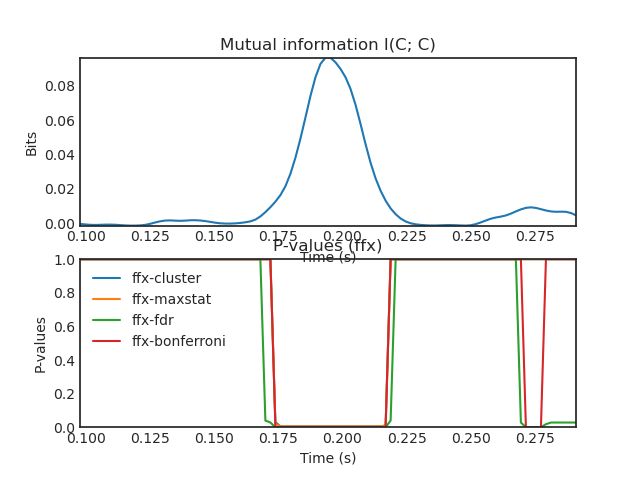 Mutual information I(C; C)
Bits
0.08
0.06
0.04
0.02
0.00
0.100 0.125 0.150 0.175 0.200 0.225 0.250 0.275
Time (s)
P-values (ffx)
P-values
1.0
0.8
0.6
0.4
0.2
0.0
ffx-cluster
ffx-maxstat
ffx-fdr
ffx-bonferroni
0.100 0.125 0.150 0.175 0.200 0.225 0.250 0.275
Time (s)